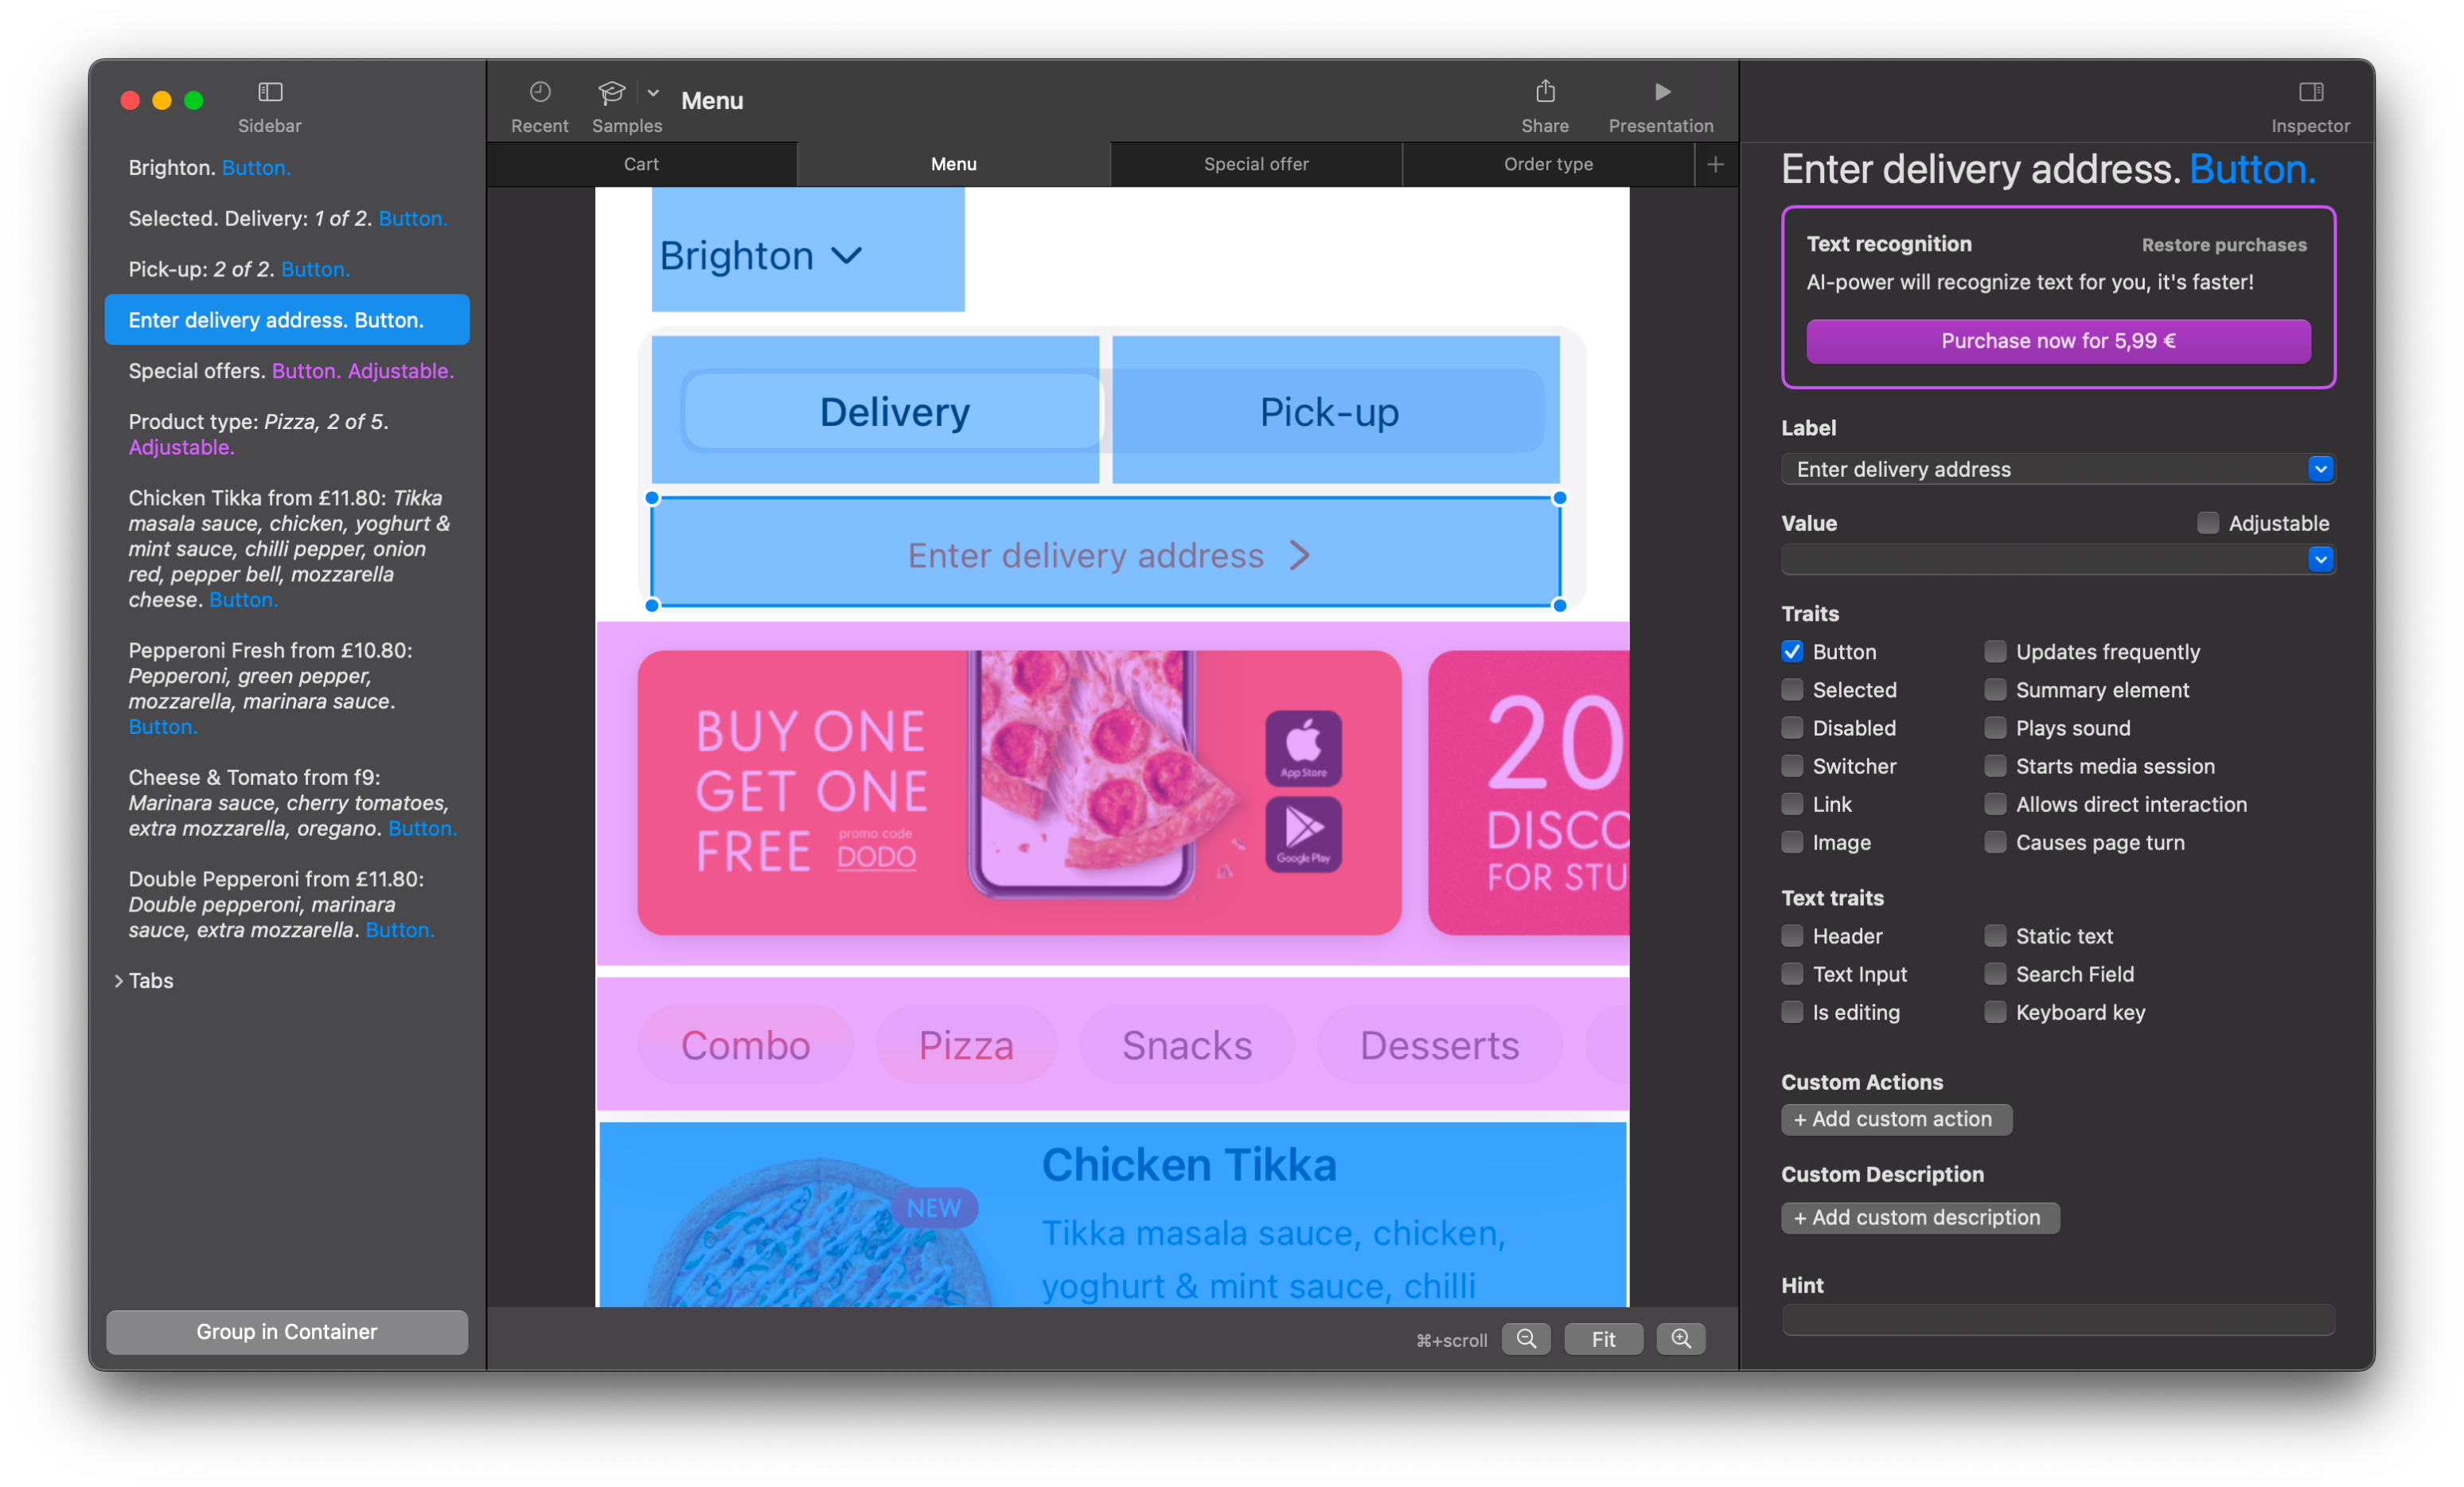 Sidebar
Brighton. Button.
Selected. Delivery: 1 of 2. Button.
Pick-up: 2 of 2. Button.
Enter delivery address. Button.
Special offers. Button. Adjustable.
Product type: Pizza, 2 of 5.
Adjustable.
Chicken Tikka from £11.80: Tikka
masala sauce, chicken, yoghurt &
mint sauce, chilli pepper, onion
red, pepper bell, mozzarella
cheese. Button.
Pepperoni Fresh from £10.80:
Pepperoni, green pepper,
mozzarella, marinara sauce.
Button.
Cheese & Tomato from f9:
Marinara sauce, cherry tomatoes,
extra mozzarella, oregano. Button.
Double Pepperoni from £11.80:
Double pepperoni, marinara
sauce, extra mozzarella. Button.
Tabs
Group in Container
Recent
Samples
Menu
Share
Presentation
Cart
Menu
Special offer
Order type
Brighton
Delivery
Pick-up
Enter delivery address
BUY ONE
GET ONE
FREE
promo code
DODO
App Store
Google Play
20
DISCO
FOR STU
Combo
Pizza
Snacks
Desserts
NEW
Chicken Tikka
Tikka masala sauce, chicken,
yoghurt & mint sauce, chilli
⌘+scroll
Fit
Inspector
Enter delivery address. Button.
Text recognition
Restore purchases
AI-power will recognize text for you, it's faster!
Purchase now for 5,99 €
Label
Enter delivery address
Value
Adjustable
Traits
Button
Updates frequently
Selected
Summary element
Disabled
Plays sound
Switcher
Starts media session
Link
Allows direct interaction
Image
Causes page turn
Text traits
Header
Static text
Text Input
Search Field
Is editing
Keyboard key
Custom Actions
+ Add custom action
Custom Description
+ Add custom description
Hint